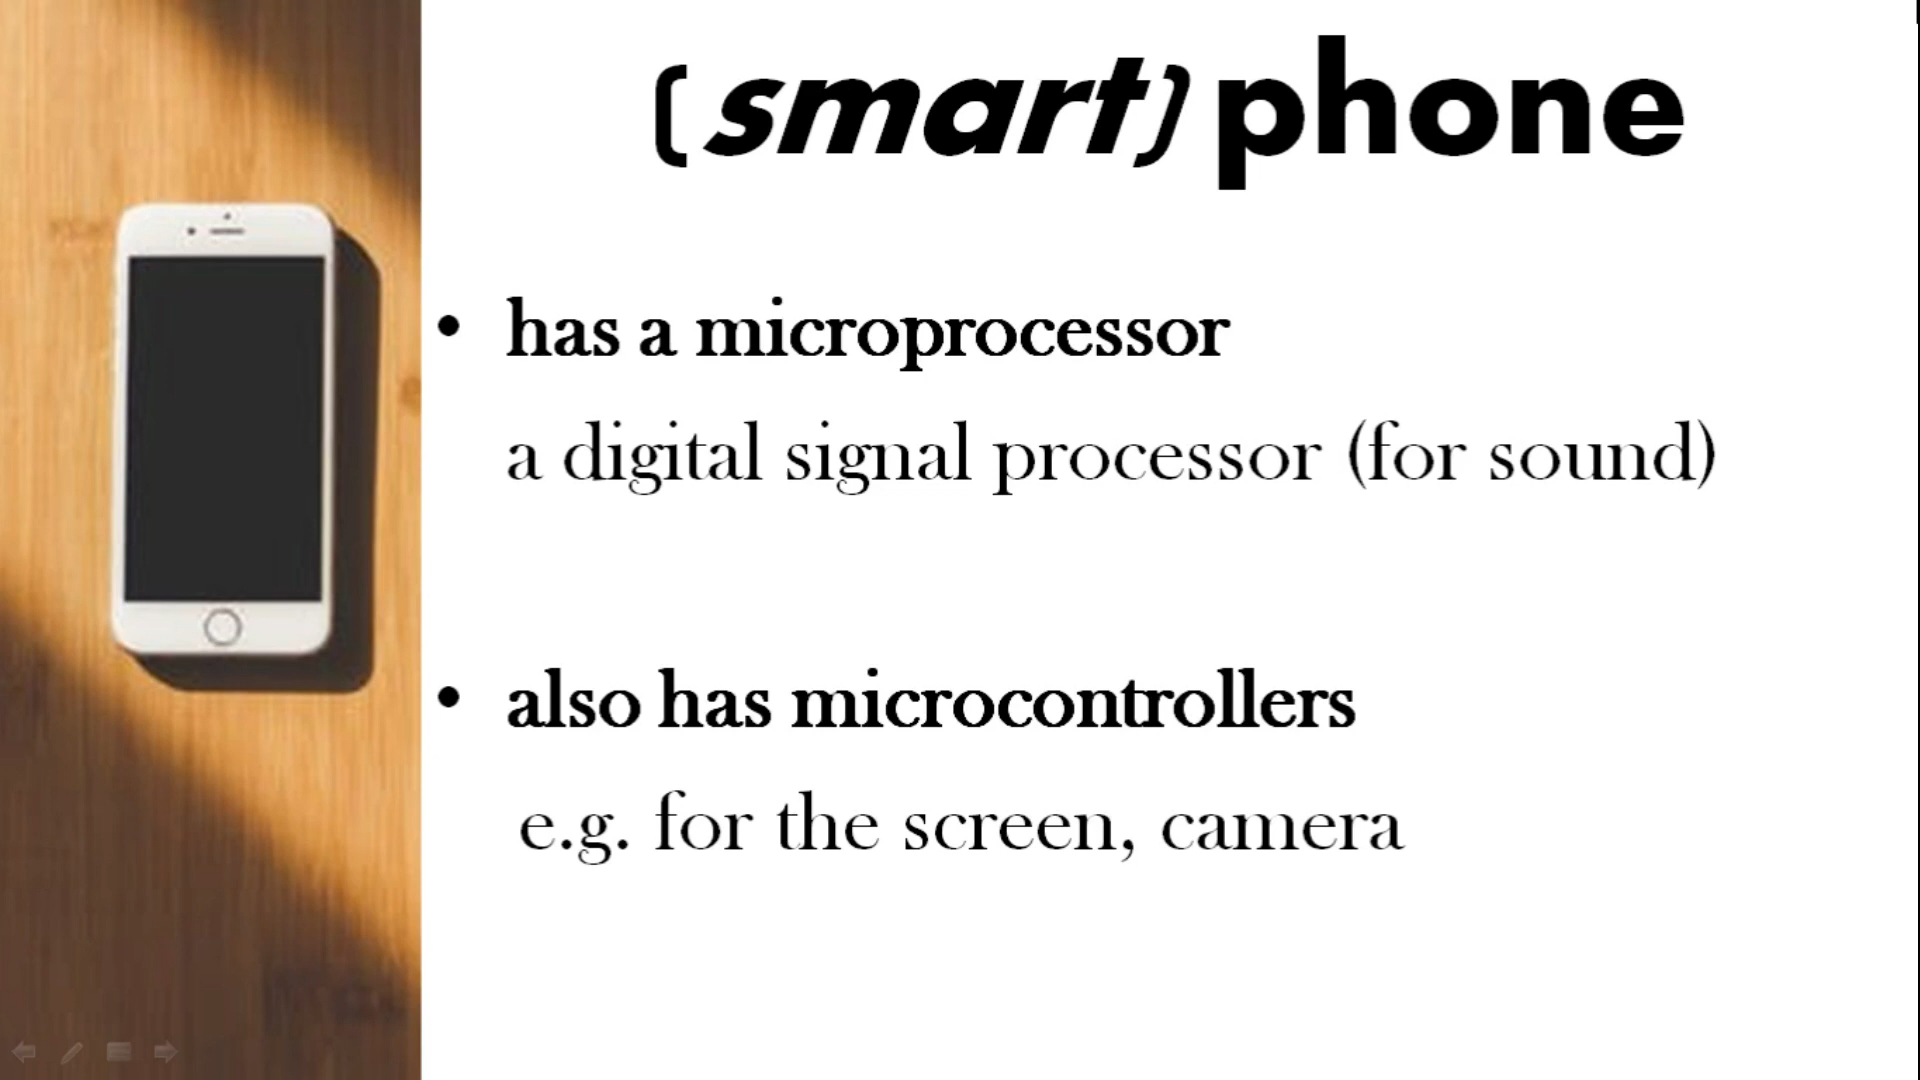 (smart) phone
• has a microprocessor
a digital signal processor (for sound)
• also has microcontrollers
e.g. for the screen, camera